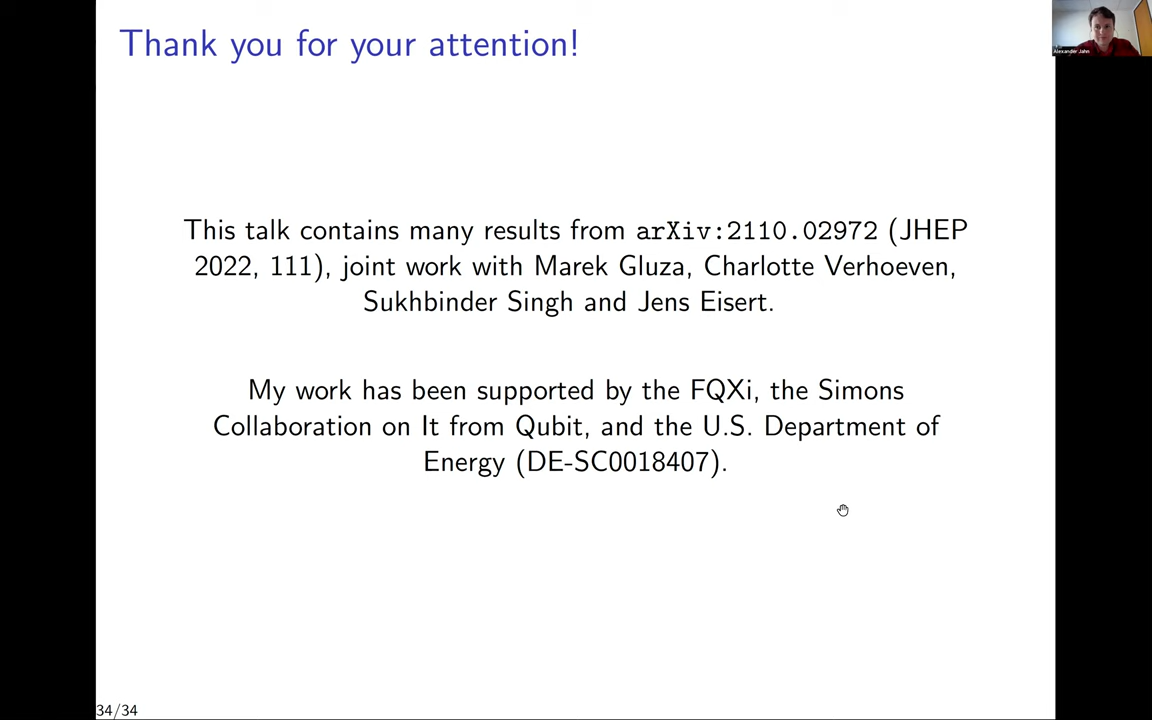 Thank you for your attention!
Alexander Jahn
This talk contains many results from arXiv:2110.02972 (JHEP
2022, 111), joint work with Marek Gluza, Charlotte Verhoeven,
Sukhbinder Singh and Jens Eisert.
My work has been supported by the FQXi, the Simons
Collaboration on It from Qubit, and the U.S. Department of
Energy (DE-SC0018407).
34/34